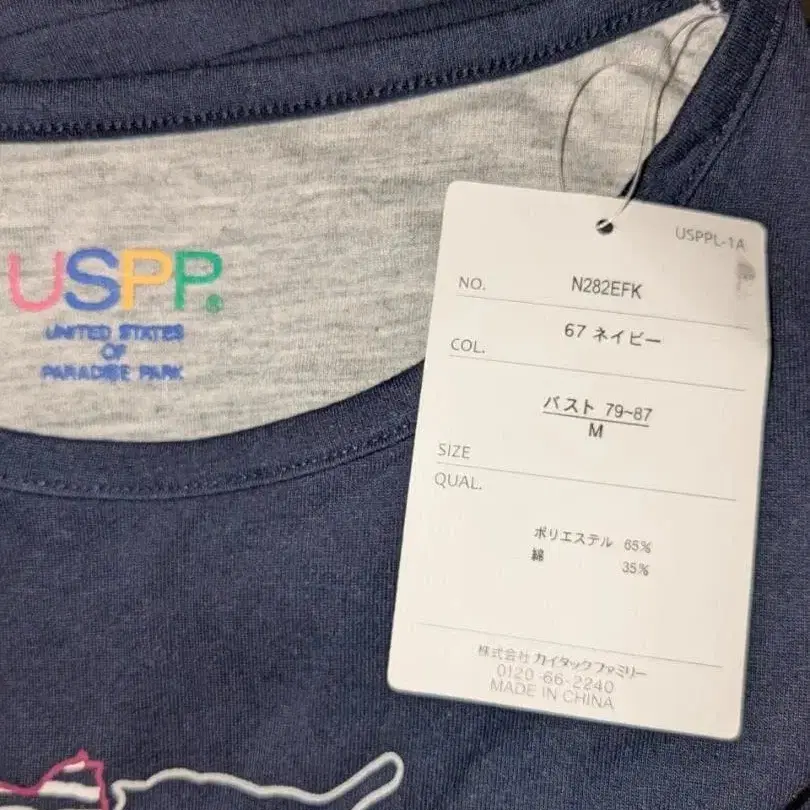 USPP®
UNITED STATES
OF
PARADISE PARK
USPPL-1A
NO. N282EFK
COL. 67 ネイビー
バスト 79~87
M
SIZE
QUAL.
ポリエステル 65%
綿 35%
株式会社 カイタックファミリー
0120-66-2240
MADE IN CHINA